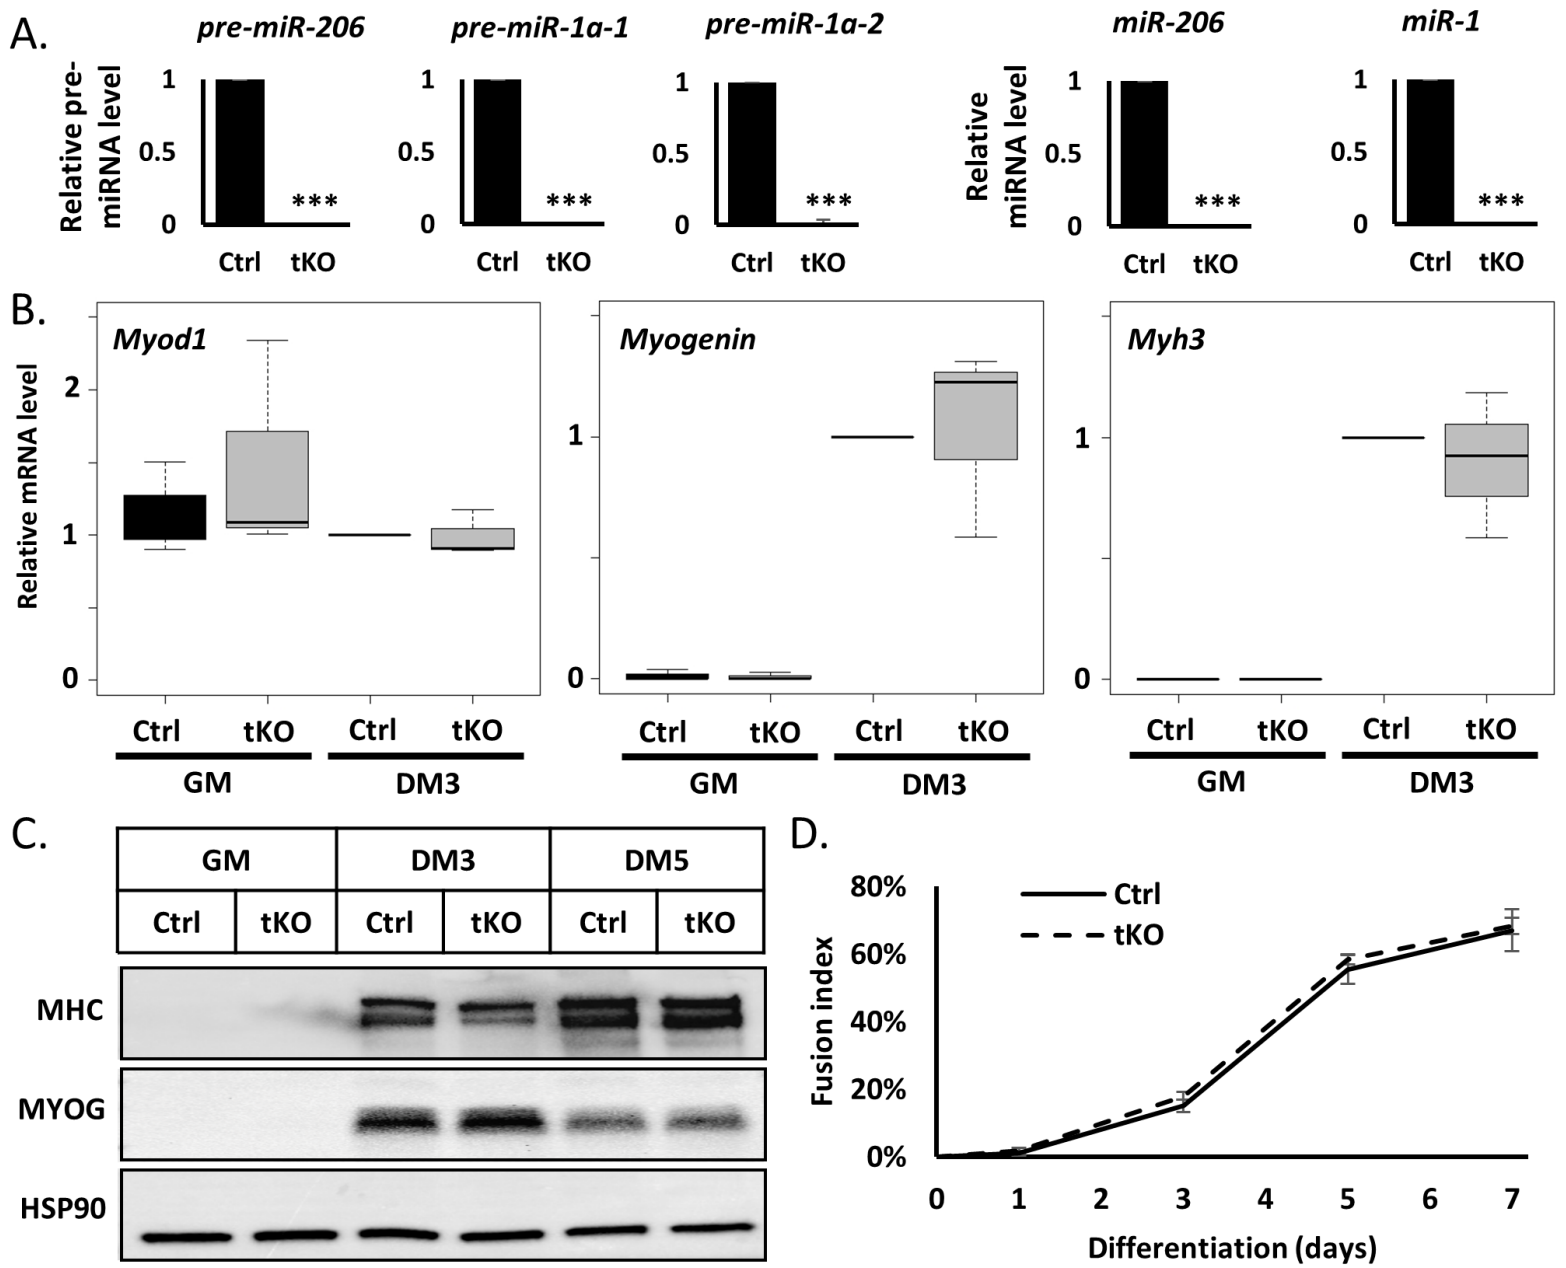 A.
pre-miR-206 pre-miR-1a-1 pre-miR-1a-2 miR-206 miR-1
Relative pre-
miRNA level
1
0.5
0
***
Ctrl tKO
1
0.5
0
***
Ctrl tKO
1
0.5
0
***
Ctrl tKO
Relative
miRNA level
1
0.5
0
***
Ctrl tKO
1
0.5
0
***
Ctrl tKO
B.
Relative mRNA level
Myod1
2
1
0
Ctrl tKO Ctrl tKO
GM DM3
Myogenin
1
0
Ctrl tKO Ctrl tKO
GM DM3
Myh3
1
0
Ctrl tKO Ctrl tKO
GM DM3
C.
GM DM3 DM5
Ctrl tKO Ctrl tKO Ctrl tKO
MHC
MYOG
HSP90
D.
Fusion index
80%
60%
40%
20%
0%
Ctrl
tKO
0 1 2 3 4 5 6 7
Differentiation (days)